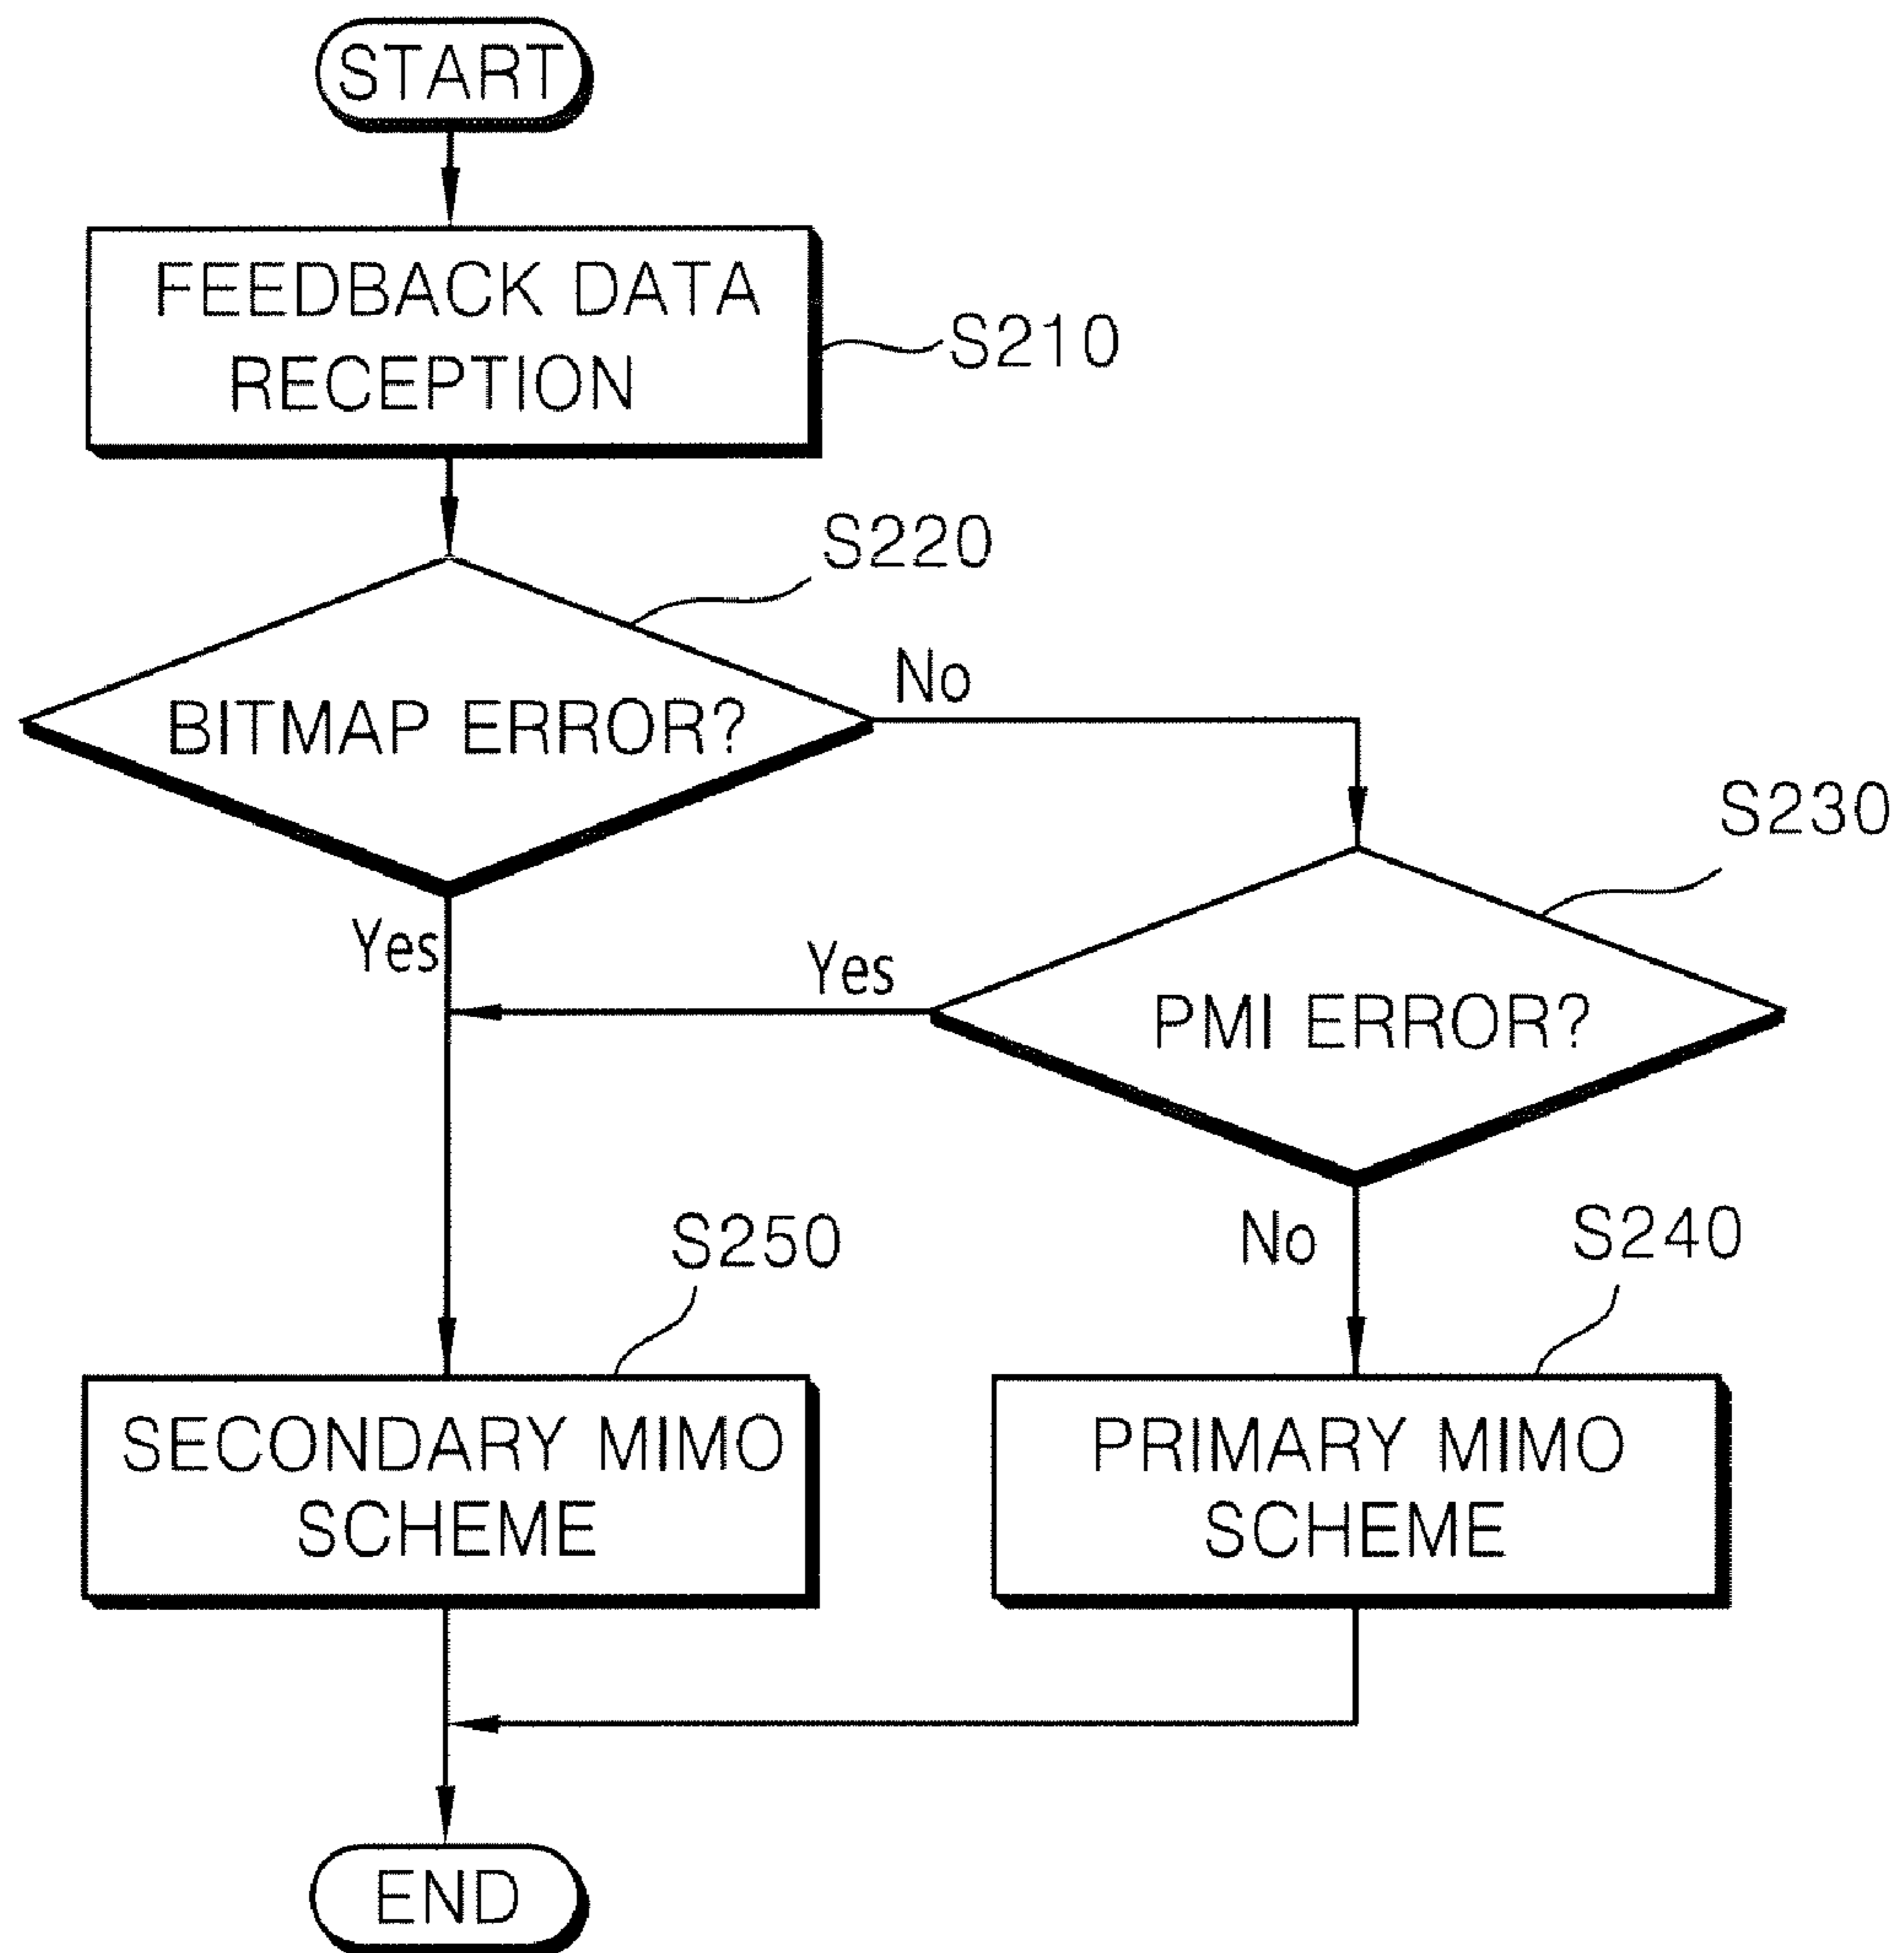 START
FEEDBACK DATA
RECEPTION
S210
S220
BITMAP ERROR?
No
S230
Yes
Yes
PMI ERROR?
No
S250
S240
SECONDARY MIMO
SCHEME
PRIMARY MIMO
SCHEME
END